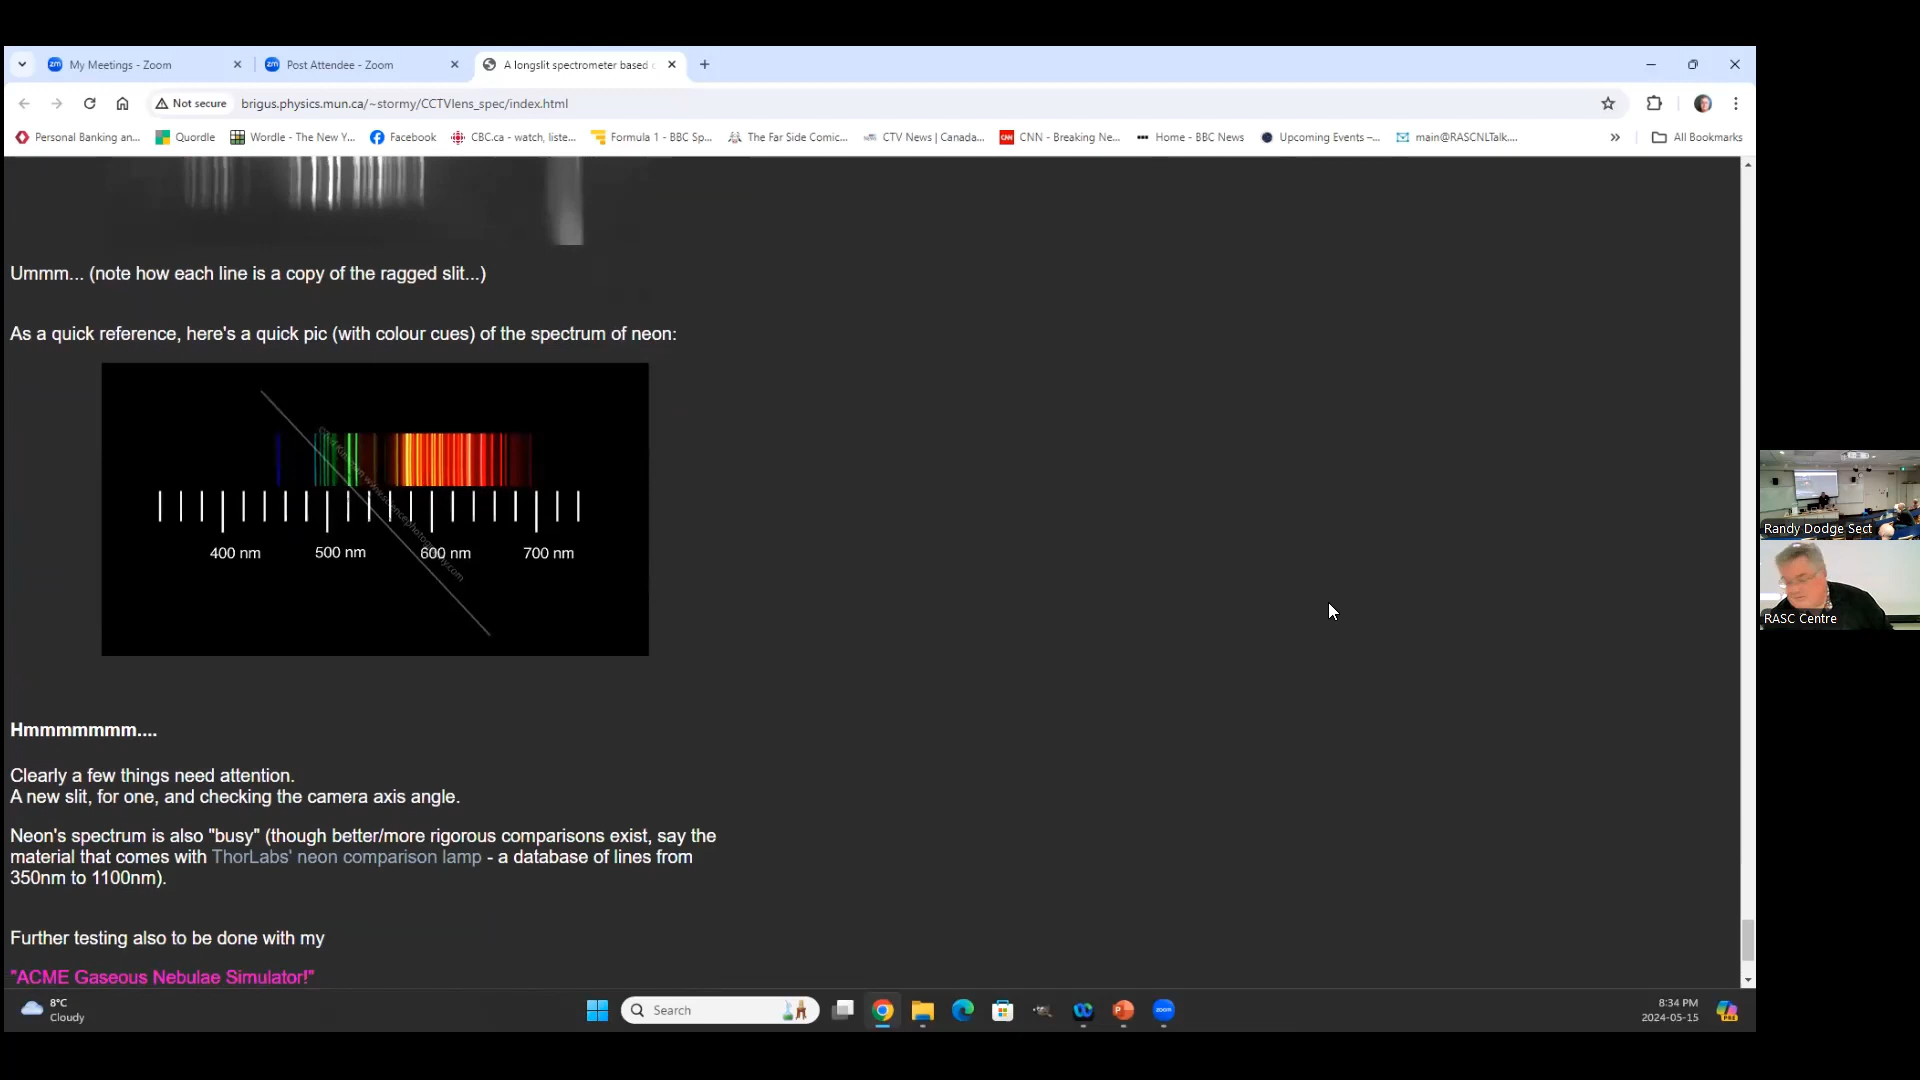 My Meetings - Zoom
Post Attendee - Zoom
A longslit spectrometer based
Not secure
brigus.physics.mun.ca/~stormy/CCTVlens_spec/index.html
Personal Banking an...
Quordle
Wordle - The New Y...
Facebook
CBC.ca - watch, liste...
Formula 1 - BBC Sp...
The Far Side Comic...
CTV News | Canada...
CNN - Breaking Ne...
Home - BBC News
Upcoming Events –...
main@RASCNLTalk....
All Bookmarks
Ummm... (note how each line is a copy of the ragged slit...)
As a quick reference, here's a quick pic (with colour cues) of the spectrum of neon:
400 nm 500 nm 600 nm 700 nm
Hmmmmmmm....
Clearly a few things need attention.
A new slit, for one, and checking the camera axis angle.
Neon's spectrum is also "busy" (though better/more rigorous comparisons exist, say the
material that comes with ThorLabs' neon comparison lamp - a database of lines from
350nm to 1100nm).
Further testing also to be done with my
"ACME Gaseous Nebulae Simulator!"
Randy Dodge Sect
RASC Centre
8°C
Cloudy
Search
8:34 PM
2024-05-15